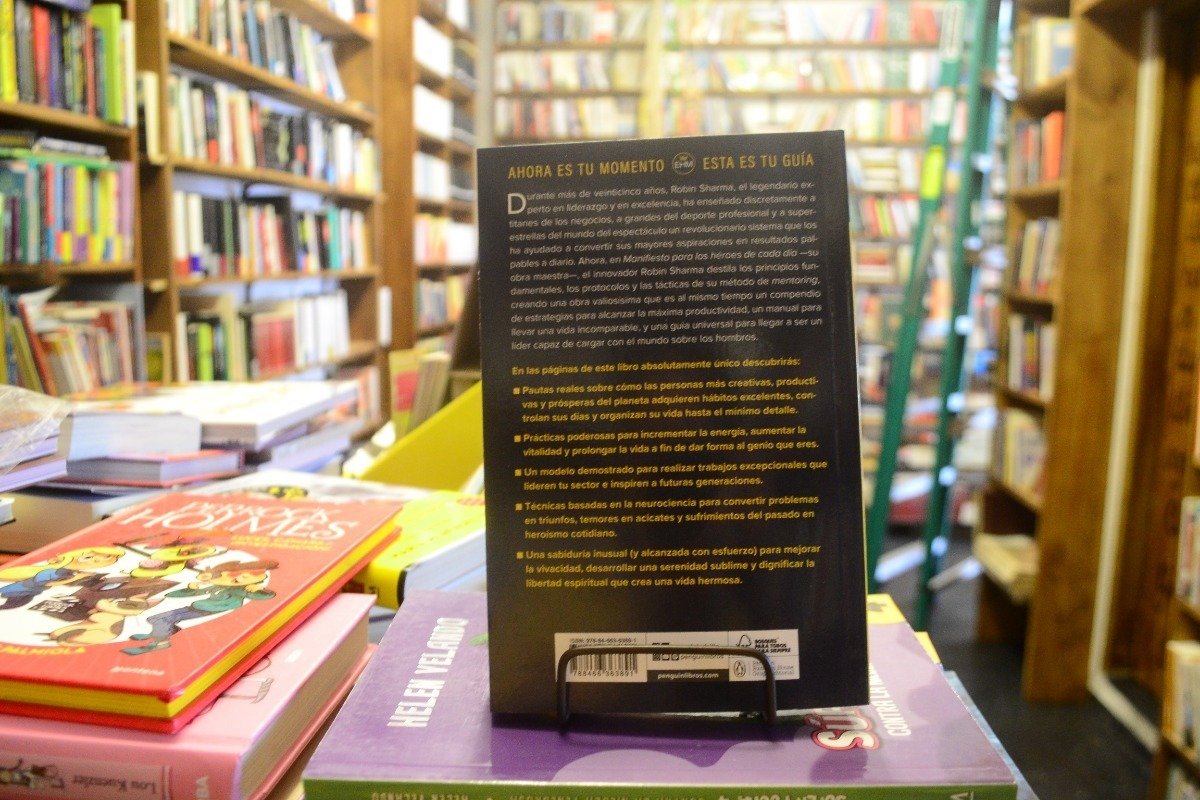 AHORA ES TU MOMENTO EHM ESTA ES TU GUÍA
Durante más de veinticinco años, Robin Sharma, el legendario ex-
perto en liderazgo y en excelencia, ha enseñado discretamente a
titanes de los negocios, a grandes del deporte profesional y a super-
estrellas del mundo del espectáculo un revolucionario sistema que los
ha ayudado a convertir sus mayores aspiraciones en resultados pal-
pables a diario. Ahora, en Manifiesto para los héroes de cada día —su
obra maestra—, el innovador Robin Sharma destila los principios fun-
damentales, los protocolos y las tácticas de su método de mentoring,
creando una obra valiosísima que es al mismo tiempo un compendio
de estrategias para alcanzar la máxima productividad, un manual para
llevar una vida incomparable, y una guía universal para llegar a ser un
líder capaz de cargar con el mundo sobre los hombros.
En las páginas de este libro absolutamente único descubrirás:
■ Pautas reales sobre cómo las personas más creativas, producti-
vas y prósperas del planeta adquieren hábitos excelentes, con-
trolan sus días y organizan su vida hasta el mínimo detalle.
■ Prácticas poderosas para incrementar la energía, aumentar la
vitalidad y prolongar la vida a fin de dar forma al genio que eres.
■ Un modelo demostrado para realizar trabajos excepcionales que
lideren tu sector e inspiren a futuras generaciones.
■ Técnicas basadas en la neurociencia para convertir problemas
en triunfos, temores en acicates y sufrimientos del pasado en
heroísmo cotidiano.
■ Una sabiduría inusual (y alcanzada con esfuerzo) para mejorar
la vivacidad, desarrollar una serenidad sublime y dignificar la
libertad espiritual que crea una vida hermosa.
penguinlibros.com
HOLMES
PALMIOLA
Lou Kuenzler
HELEN VELANDO
CONTRA LA